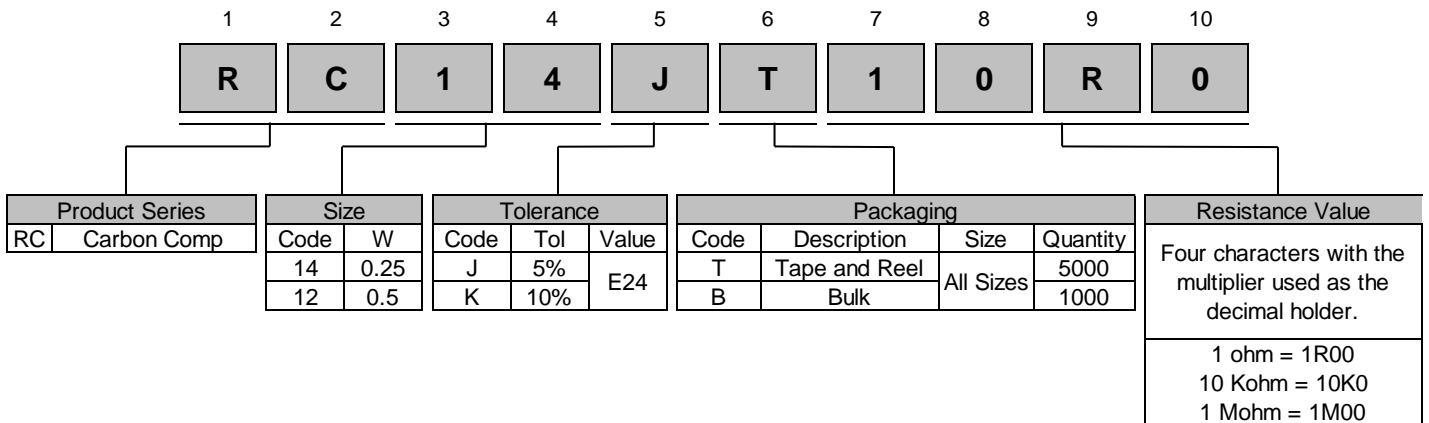 1 2 3 4 5 6 7 8 9 10
R C 1 4 J T 1 0 R 0
Product Series
RC Carbon Comp
Size
Code W
14 0.25
12 0.5
Tolerance
Code Tol Value
J 5% E24
K 10%
Packaging
Code Description Size Quantity
T Tape and Reel All Sizes 5000
B Bulk 1000
Resistance Value
Four characters with the
multiplier used as the
decimal holder.
1 ohm = 1R00
10 Kohm = 10K0
1 Mohm = 1M00